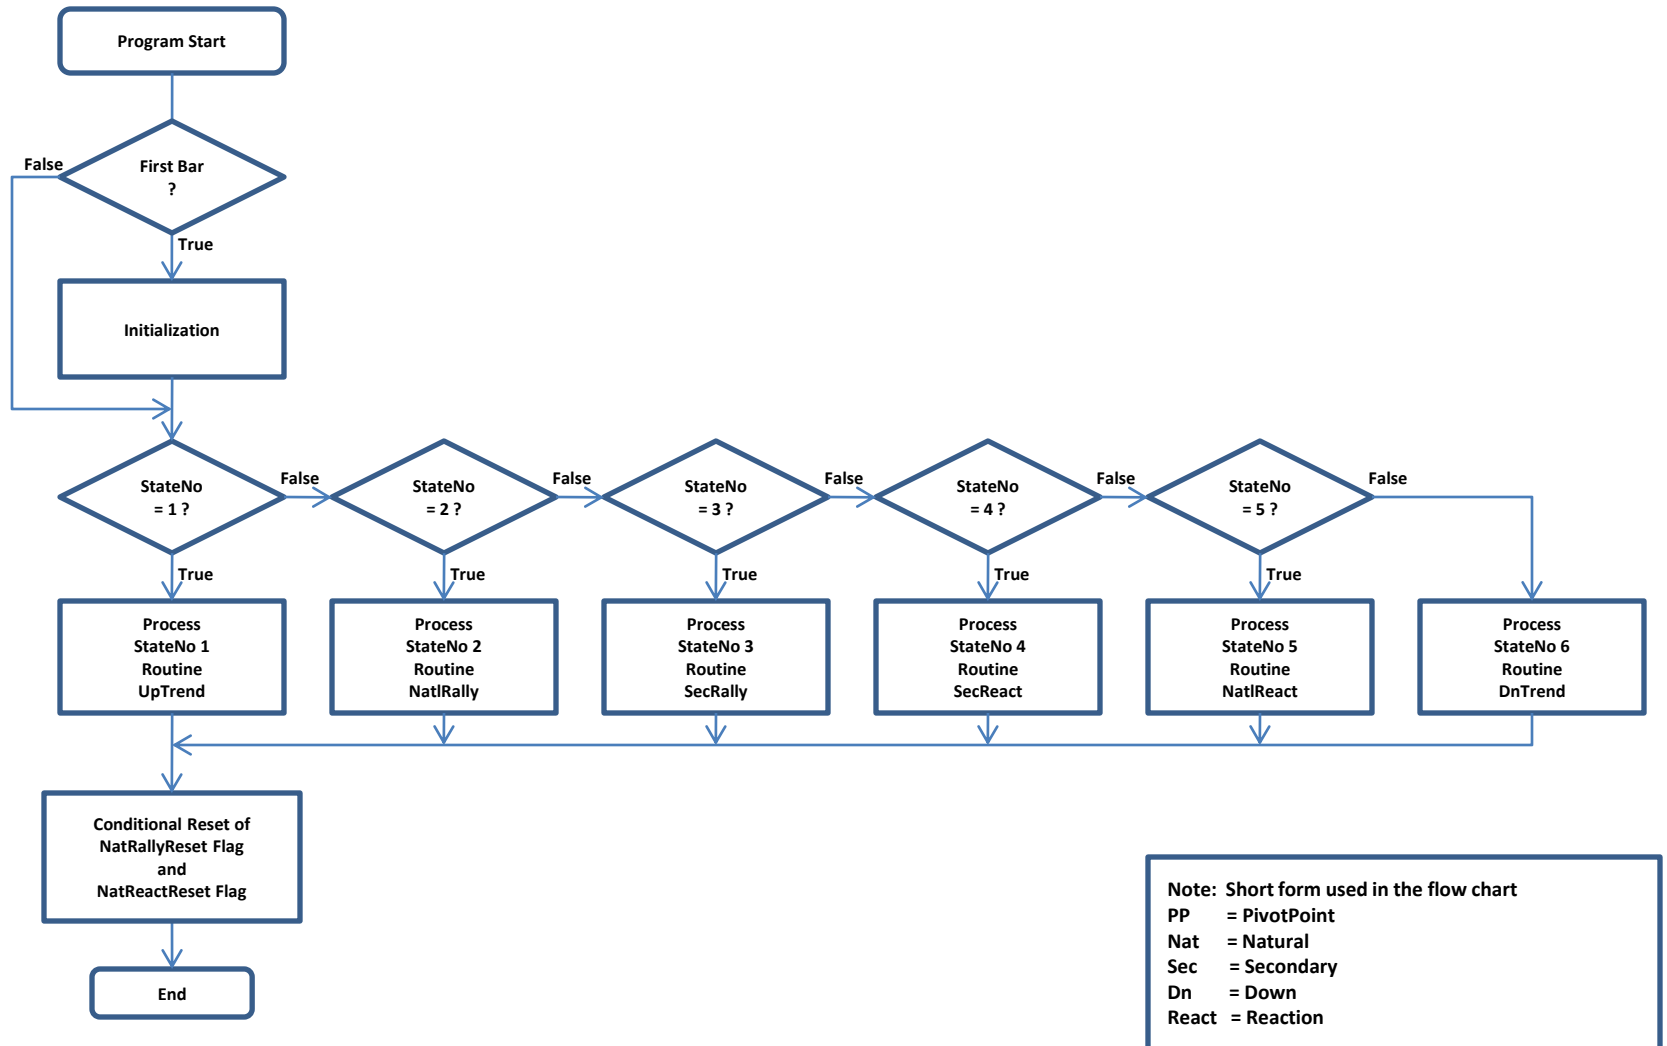 Program Start
First Bar
?
False
True
Initialization
StateNo
= 1 ?
False
StateNo
= 2 ?
False
StateNo
= 3 ?
False
StateNo
= 4 ?
False
StateNo
= 5 ?
False
True
True
True
True
True
Process
StateNo 1
Routine
UpTrend
Process
StateNo 2
Routine
NatlRally
Process
StateNo 3
Routine
SecRally
Process
StateNo 4
Routine
SecReact
Process
StateNo 5
Routine
NatlReact
Process
StateNo 6
Routine
DnTrend
Conditional Reset of
NatRallyReset Flag
and
NatReactReset Flag
End
Note: Short form used in the flow chart
PP = PivotPoint
Nat = Natural
Sec = Secondary
Dn = Down
React = Reaction